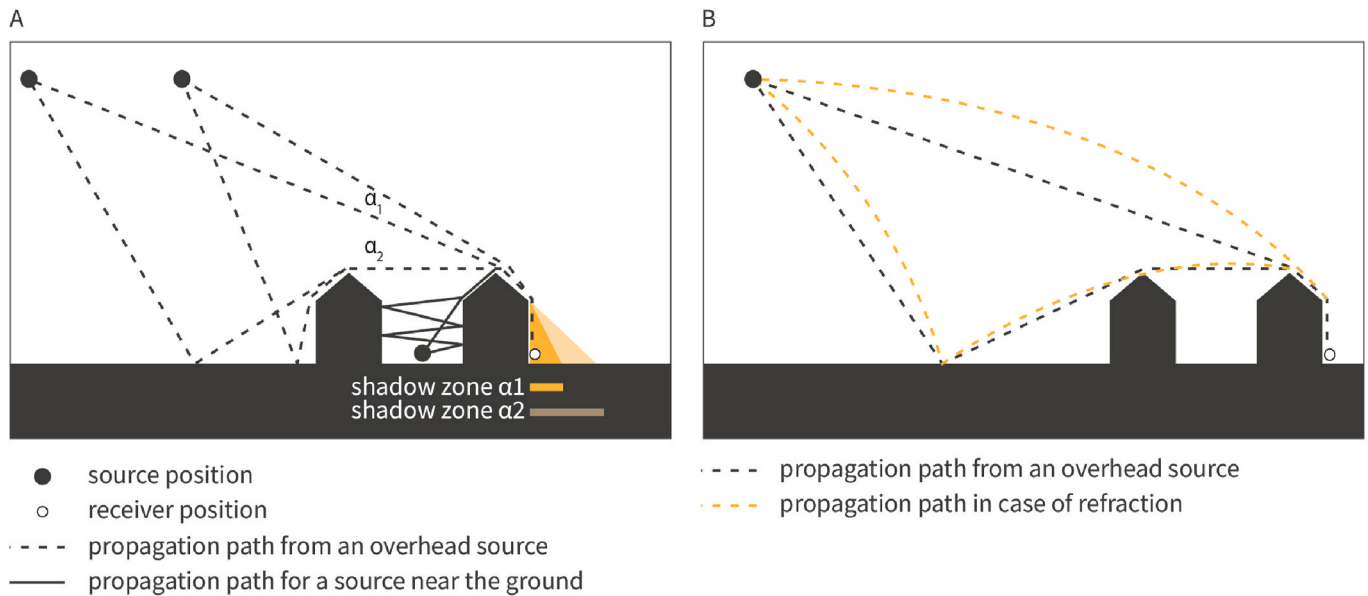 A
B
α1
α2
shadow zone α1
shadow zone α2
source position
receiver position
propagation path from an overhead source
propagation path for a source near the ground
propagation path from an overhead source
propagation path in case of refraction